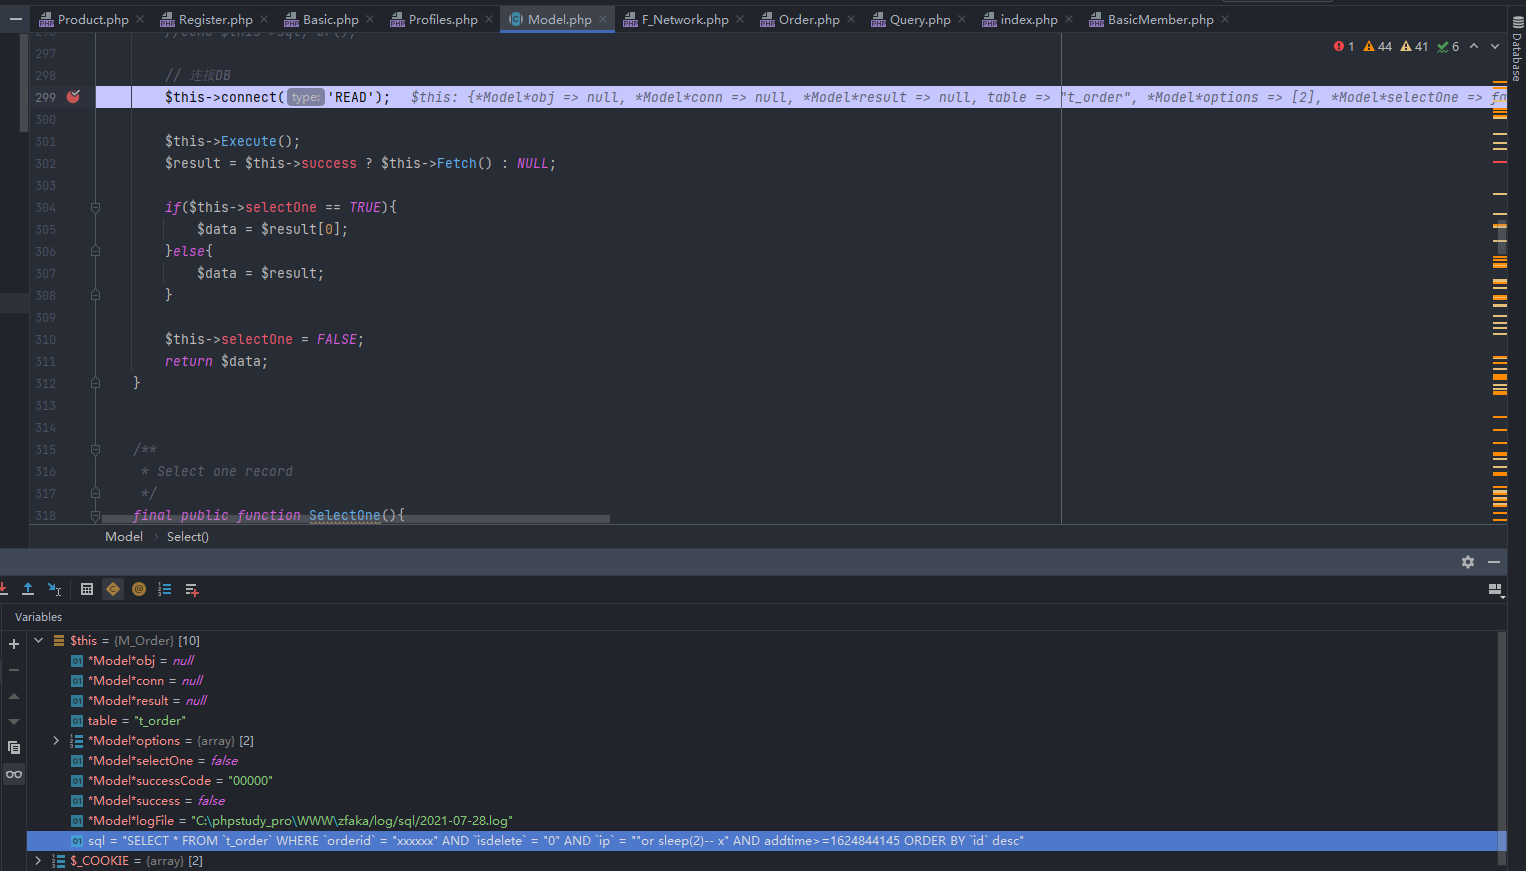 Product.php Register.php Basic.php Profiles.php Model.php F_Network.php Order.php Query.php index.php BasicMember.php
1 44 41 6
297
298 // 连接DB
299 $this->connect( type: 'READ'); $this: {*Model*obj => null, *Model*conn => null, *Model*result => null, table => "t_order", *Model*options => [2], *Model*selectOne =>
300
301 $this->Execute();
302 $result = $this->success ? $this->Fetch() : NULL;
303
304 if($this->selectOne == TRUE){
305 $data = $result[0];
306 }else{
307 $data = $result;
308 }
309
310 $this->selectOne = FALSE;
311 return $data;
312 }
313
314
315 /**
316 * Select one record
317 */
318 final public function SelectOne(){
Database
Model › Select()
Variables
$this = {M_Order} [10]
*Model*obj = null
*Model*conn = null
*Model*result = null
table = "t_order"
*Model*options = {array} [2]
*Model*selectOne = false
*Model*successCode = "00000"
*Model*success = false
*Model*logFile = "C:\phpstudy_pro\WWW\zfaka/log/sql/2021-07-28.log"
sql = "SELECT * FROM `t_order` WHERE `orderid` = "xxxxxx" AND `isdelete` = "0" AND `ip` = ""or sleep(2)-- x" AND addtime>=1624844145 ORDER BY `id` desc"
$_COOKIE = {array} [2]